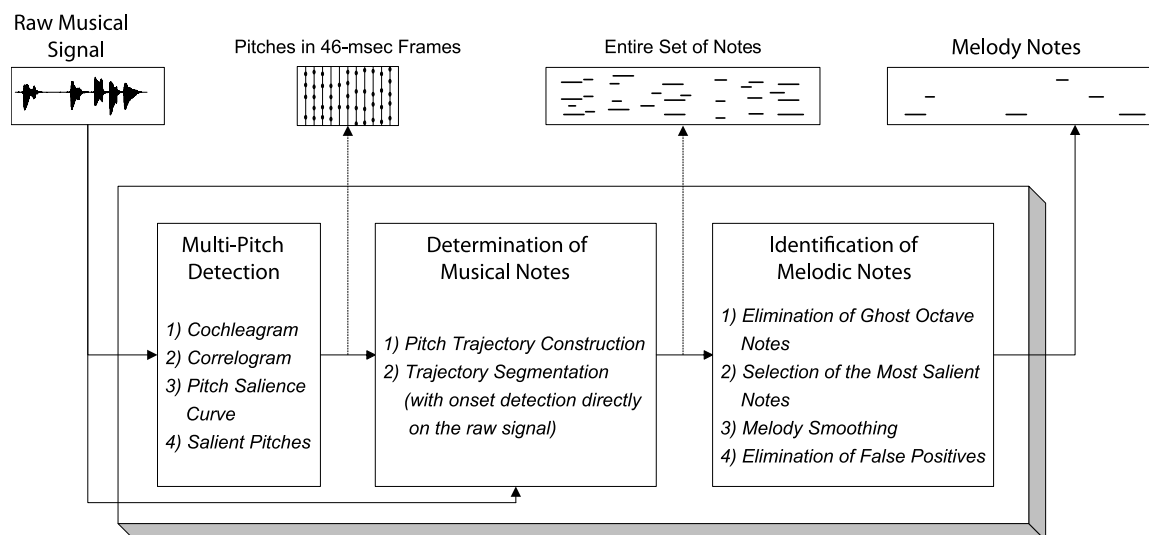 Raw Musical
Signal
Pitches in 46-msec Frames
Entire Set of Notes
Melody Notes
Multi-Pitch
Detection
1) Cochleagram
2) Correlogram
3) Pitch Salience
Curve
4) Salient Pitches
Determination of
Musical Notes
1) Pitch Trajectory Construction
2) Trajectory Segmentation
(with onset detection directly
on the raw signal)
Identification of
Melodic Notes
1) Elimination of Ghost Octave
Notes
2) Selection of the Most Salient
Notes
3) Melody Smoothing
4) Elimination of False Positives